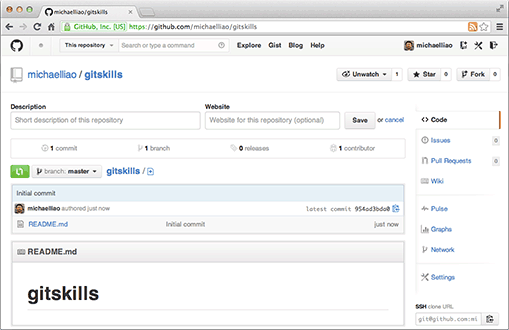 michaelliao/gitskills
GitHub, Inc. [US] https://github.com/michaelliao/gitskills
This repository Search or type a command Explore Gist Blog Help michaelliao
michaelliao / gitskills Unwatch 1 Star 0 Fork 0
Description Website
Short description of this repository Website for this repository (optional) Save or cancel
1 commit 1 branch 0 releases 1 contributor
branch: master gitskills /
Initial commit
michaelliao authored just now latest commit 954ad3bda0
README.md Initial commit just now
README.md
gitskills
Code
Issues 0
Pull Requests 0
Wiki
Pulse
Graphs
Network
Settings
SSH clone URL
git@github.com:mi